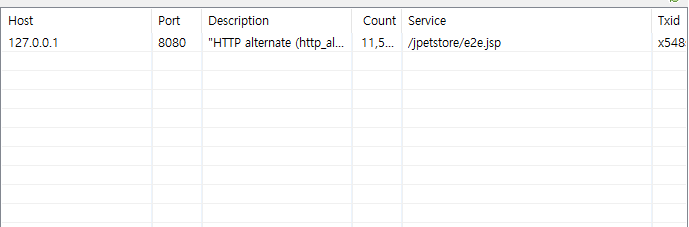 Host Port Description Count Service Txid
127.0.0.1 8080 "HTTP alternate (http_al... 11,5... /jpetstore/e2e.jsp x548